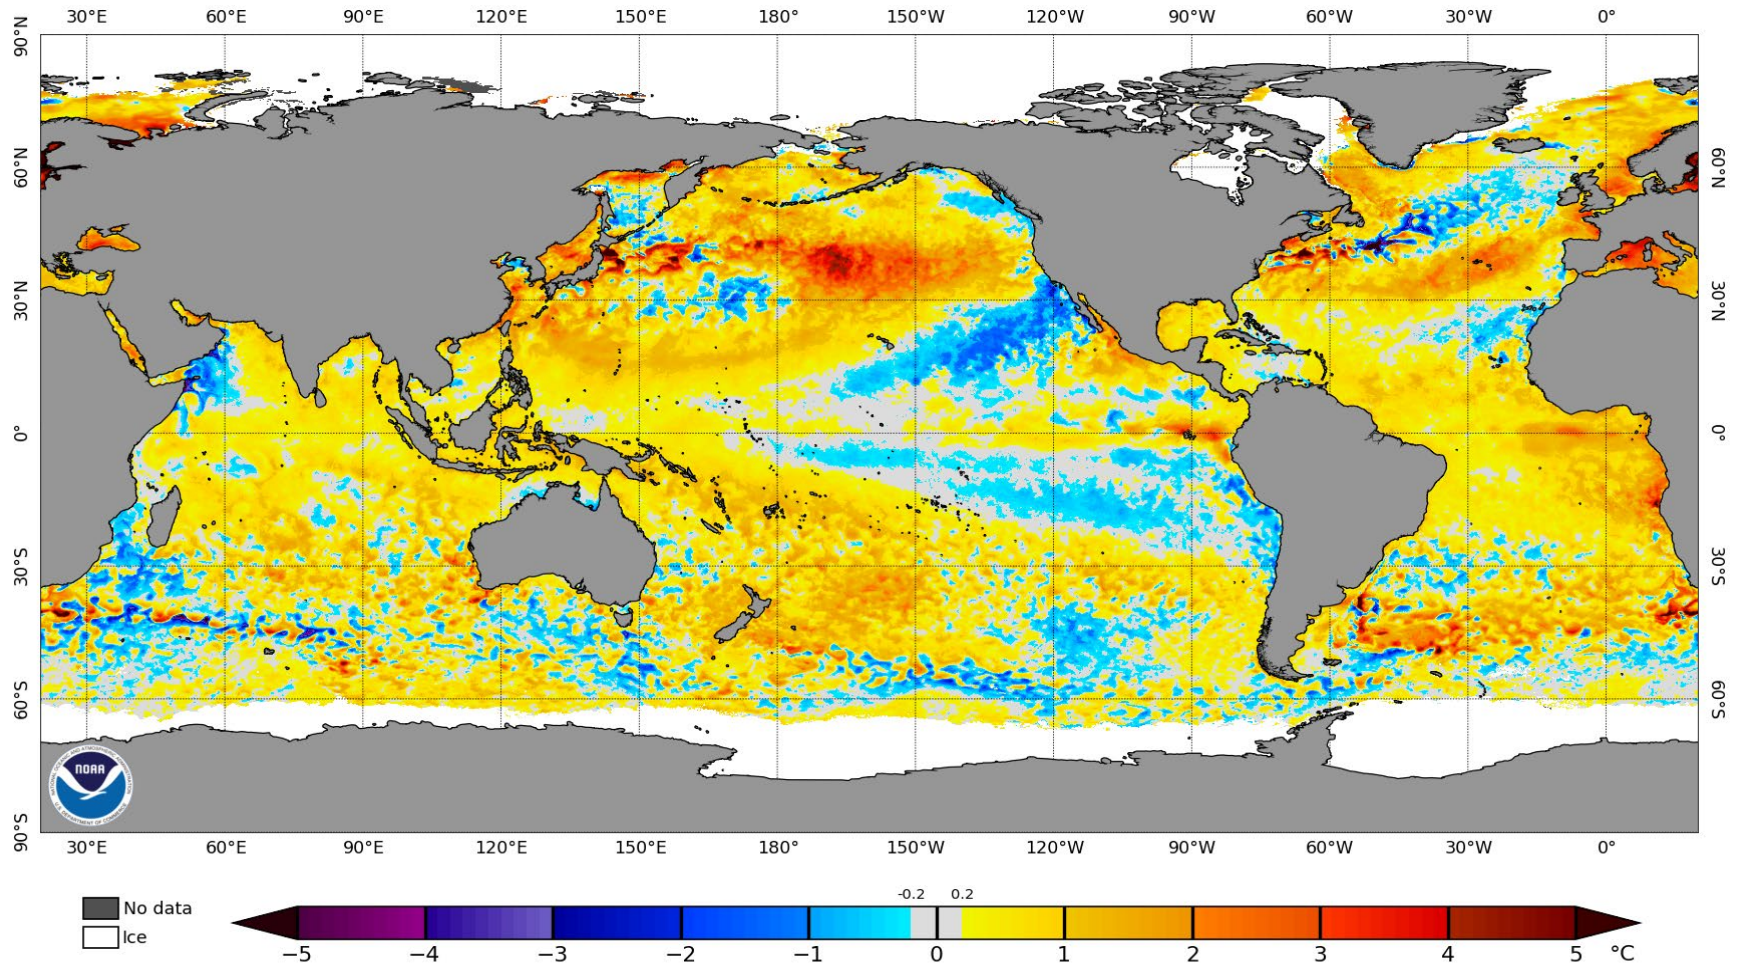 30°E 60°E 90°E 120°E 150°E 180° 150°W 120°W 90°W 60°W 30°W 0°
90°N
60°N 60°N
30°N 30°N
0° 0°
30°S 30°S
60°S 60°S
NOAA
90°S
30°E 60°E 90°E 120°E 150°E 180° 150°W 120°W 90°W 60°W 30°W 0°
-0.2 0.2
No data
Ice
−5 −4 −3 −2 −1 0 1 2 3 4 5 °C